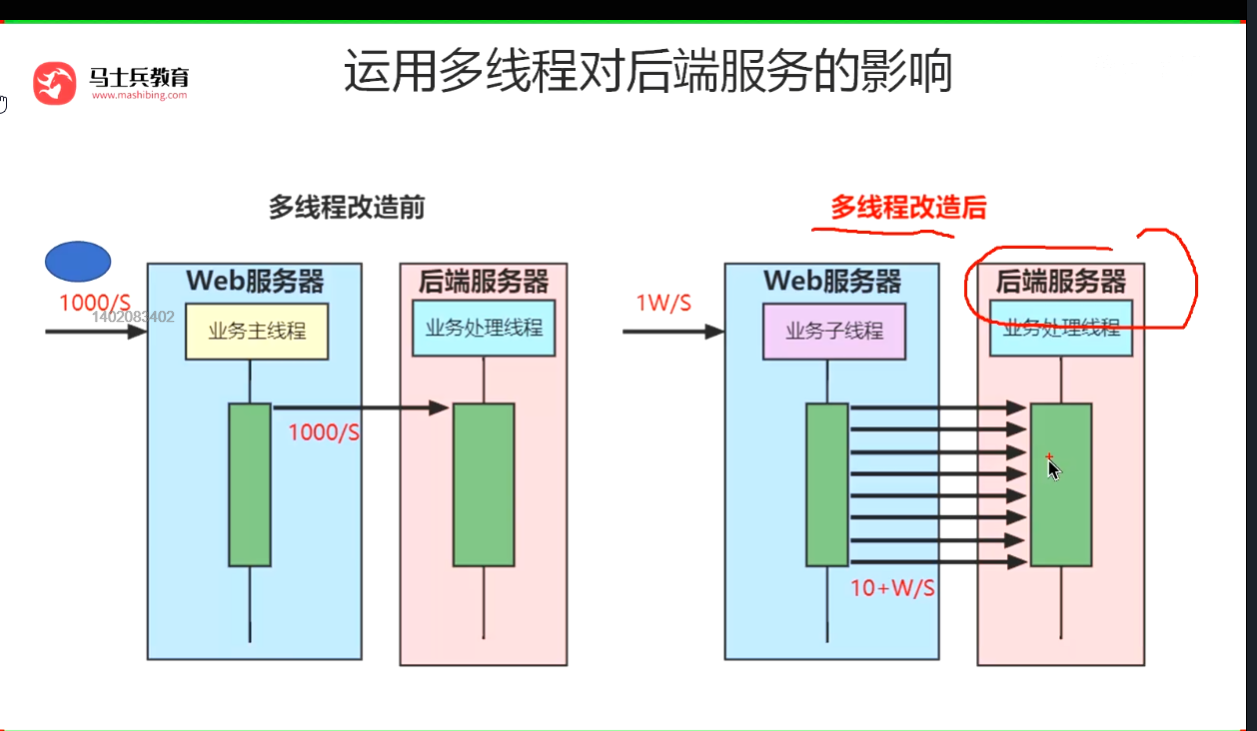 运用多线程对后端服务的影响
马士兵教育
www.mashibing.com
多线程改造前
Web服务器
后端服务器
1000/S
1402083402
业务主线程
业务处理线程
1000/S
多线程改造后
Web服务器
后端服务器
1W/S
业务子线程
业务处理线程
10+W/S